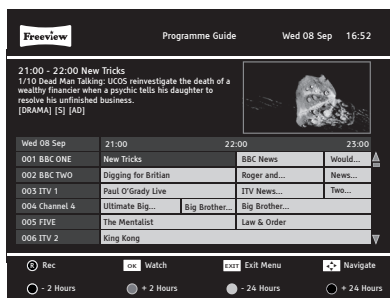 Freeview Programme Guide Wed 08 Sep 16:52
21:00 - 22:00 New Tricks
1/10 Dead Man Talking: UCOS reinvestigate the death of a
wealthy financier when a psychic tells his daughter to
resolve his unfinished
business.
[DRAMA] [S] [AD]
Wed 08 Sep 21:00 22:00 23:00
001 BBC ONE New Tricks BBC News Would...
002 BBC TWO Digging for Britian Roger and... News...
003 ITV 1 Paul O'Grady Live ITV News... Two...
004 Channel 4 Ultimate Big... Big Brother... Big Brother...
005 FIVE The Mentalist Law & Order
006 ITV 2 King Kong
R Rec OK Watch EXIT Exit Menu Navigate
- 2 Hours + 2 Hours - 24 Hours + 24 Hours